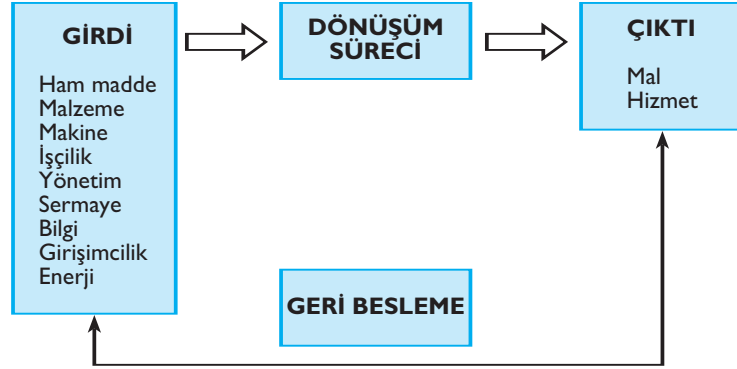 GİRDİ
Ham madde
Malzeme
Makine
İşçilik
Yönetim
Sermaye
Bilgi
Girişimcilik
Enerji
DÖNÜŞÜM
SÜRECİ
ÇIKTI
Mal
Hizmet
GERİ BESLEME